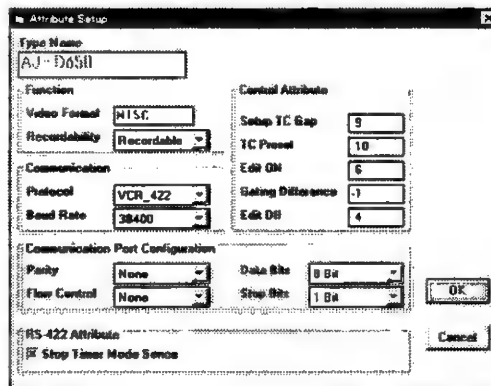 Attribute Setup
Type Name
AJ-D650
Function
Video Format NTSC
Recordability Recordable
Control Attribute
Setup TC Gap 9
TC Preset 10
Edit ON 6
Gating Difference -1
Edit Off 4
Communication
Protocol VCR_422
Baud Rate 38400
Communication Port Configuration
Parity None
Data Bits 8 Bit
Flow Control None
Stop Bits 1 Bit
OK
Cancel
RS-422 Attribute
Stop Timer Mode Sence